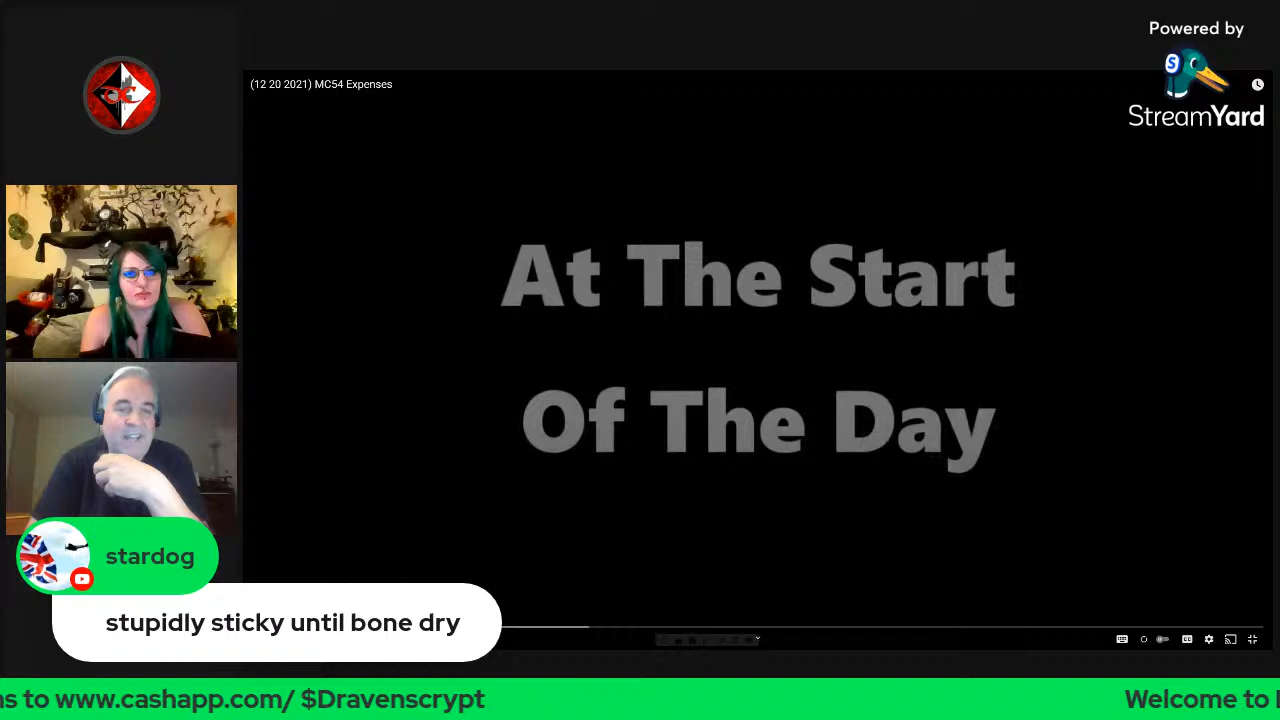 Powered by
StreamYard
(12 20 2021) MC54 Expenses
At The Start
Of The Day
stardog
stupidly sticky until bone dry
to www.cashapp.com/ $Dravenscrypt
Welcome to